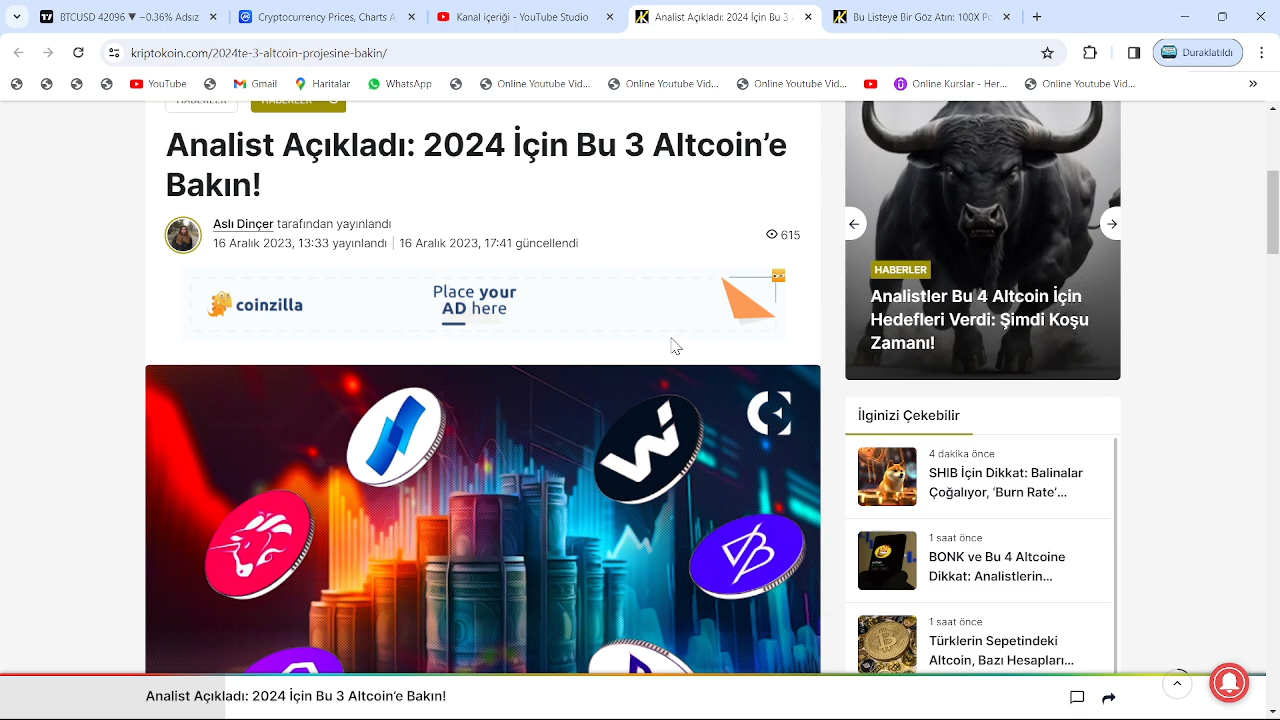 BTCUSD 42089 ▼ −0.36% Adsız
Cryptocurrency Prices, Charts
Kanal içeriği - YouTube Studio
Analist Açıkladı: 2024 İçin Bu 3 A
Bu Listeye Bir Göz Atın: 100X Po
kriptokoin.com/2024te-3-altcoin-projesine-bakin/
Duraklatıldı
YouTube
Gmail
Haritalar
WhatsApp
Online Youtube Vid...
Online Youtube Vid...
Online Youtube Vid...
Online Kurslar - Her...
Online Youtube Vid...
HABERLER
HABERLER
Analist Açıkladı: 2024 İçin Bu 3 Altcoin’e
Bakın!
Aslı Dinçer tarafından yayınlandı
16 Aralık 2023, 13:33 yayınlandı | 16 Aralık 2023, 17:41 güncellendi
615
coinzilla
Place your
AD here
HABERLER
Analistler Bu 4 Altcoin İçin
Hedefleri Verdi: Şimdi Koşu
Zamanı!
İlginizi Çekebilir
4 dakika önce
SHIB İçin Dikkat: Balinalar
Çoğalıyor, ‘Burn Rate’...
1 saat önce
BONK ve Bu 4 Altcoine
Dikkat: Analistlerin...
1 saat önce
Türklerin Sepetindeki
Altcoin, Bazı Hesapları...
Analist Açıkladı: 2024 İçin Bu 3 Altcoin’e Bakın!